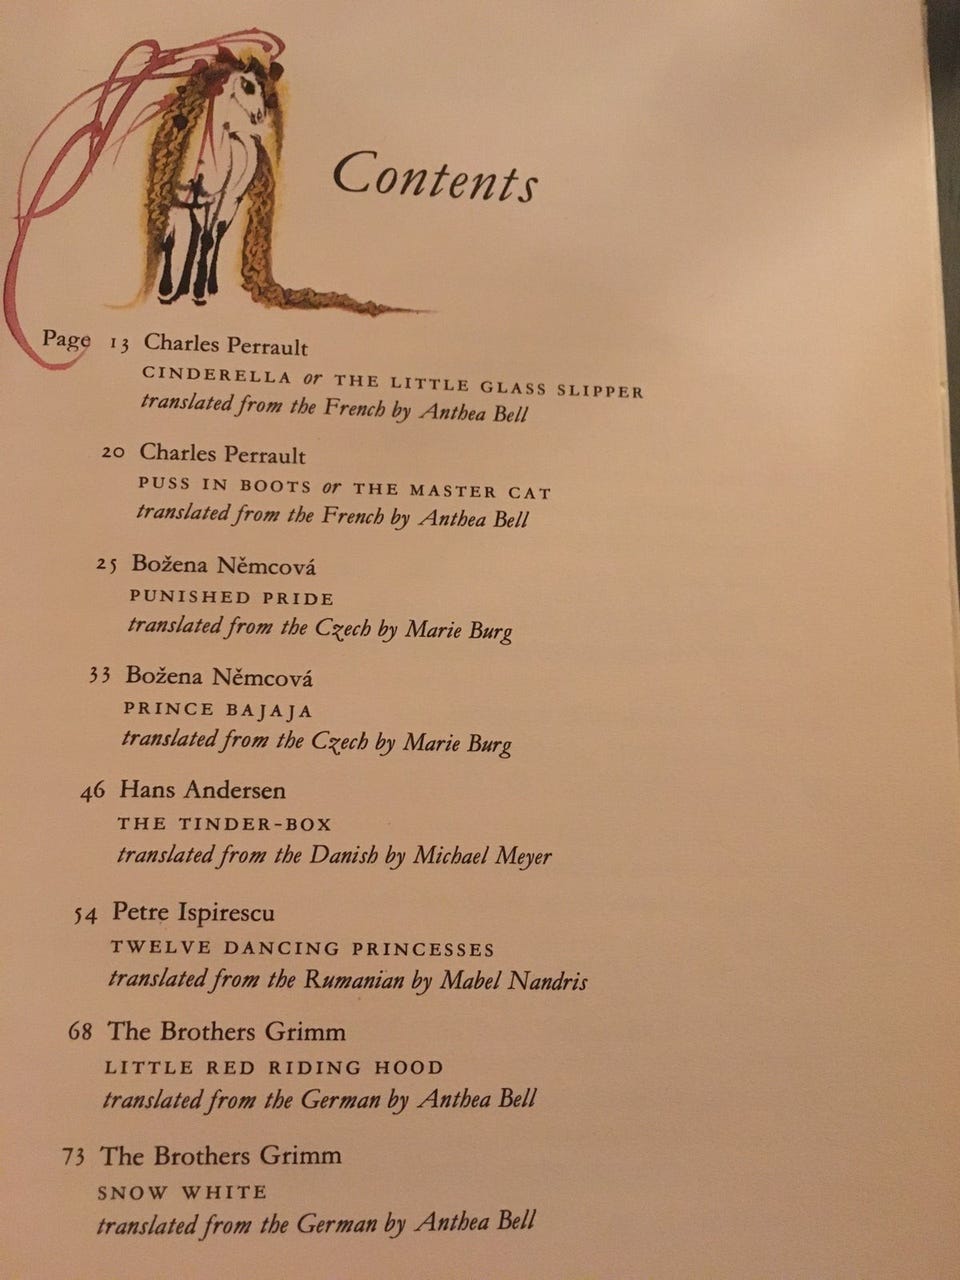 Contents
Page 13 Charles Perrault
CINDERELLA or THE LITTLE GLASS SLIPPER
translated from the French by Anthea Bell
20 Charles Perrault
PUSS IN BOOTS or THE MASTER CAT
translated from the French by Anthea Bell
25 Božena Němcová
PUNISHED PRIDE
translated from the Czech by Marie Burg
33 Božena Němcová
PRINCE BAJAJA
translated from the Czech by Marie Burg
46 Hans Andersen
THE TINDER-BOX
translated from the Danish by Michael Meyer
54 Petre Ispirescu
TWELVE DANCING PRINCESSES
translated from the Rumanian by Mabel Nandris
68 The Brothers Grimm
LITTLE RED RIDING HOOD
translated from the German by Anthea Bell
73 The Brothers Grimm
SNOW WHITE
translated from the German by Anthea Bell